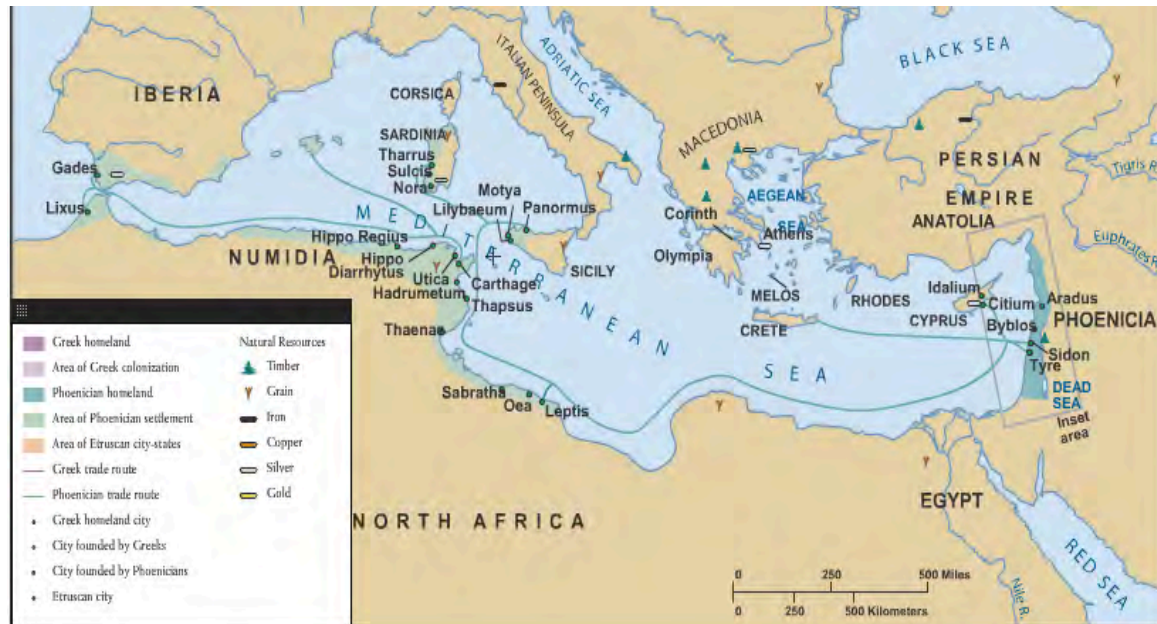 BLACK SEA
ADRIATIC SEA
ITALIAN PENINSULA
IBERIA
CORSICA
MACEDONIA
SARDINIA
Tharrus
Sulcis
Nora
PERSIAN
EMPIRE
Tigris R.
Gades
Lixus
Motya
Lilybaeum
Panormus
AEGEAN
SEA
ANATOLIA
Corinth
Athens
Olympia
Euphrates R.
MEDITERRANEAN
SEA
Hippo Regius
NUMIDIA
Hippo
Diarrhytus
Utica
Carthage
Hadrumetum
Thapsus
SICILY
MELOS
RHODES
Idalium
Citium
CYPRUS
Aradus
Byblos
PHOENICIA
CRETE
Thaenae
Sidon
Tyre
DEAD
SEA
Sabratha
Oea
Leptis
Inset
area
EGYPT
NORTH AFRICA
RED SEA
Nile R.
0 250 500 Miles
0 250 500 Kilometers
Greek homeland
Area of Greek colonization
Phoenician homeland
Area of Phoenician settlement
Area of Etruscan city-states
Greek trade route
Phoenician trade route
Greek homeland city
City founded by Greeks
City founded by Phoenicians
Etruscan city
Natural Resources
Timber
Grain
Iron
Copper
Silver
Gold